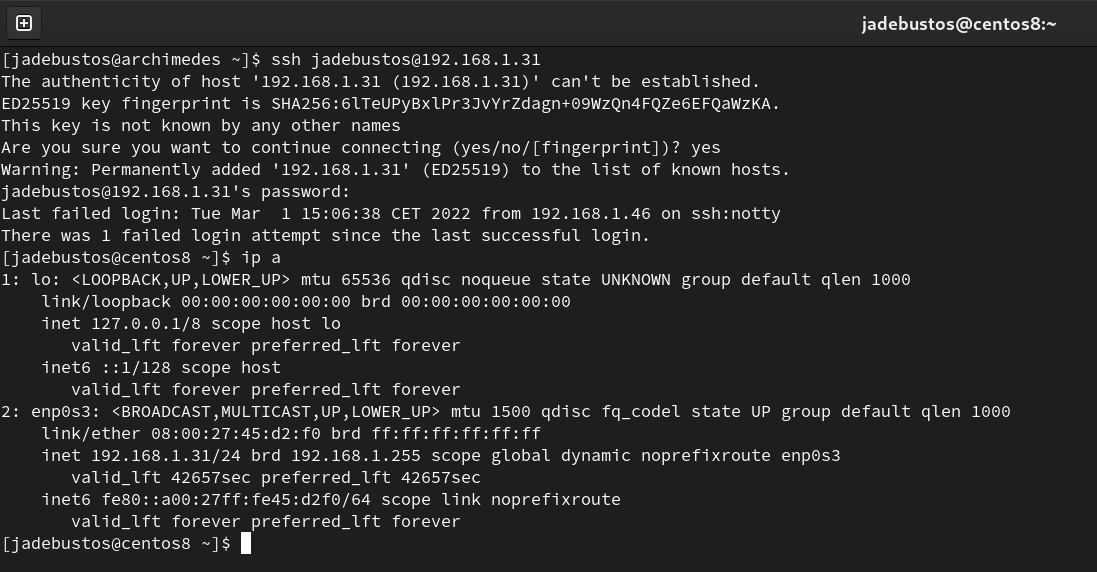 jadebustos@centos8:~
[jadebustos@archimedes ~]$ ssh jadebustos@192.168.1.31
The authenticity of host '192.168.1.31 (192.168.1.31)' can't be established.
ED25519 key fingerprint is SHA256:6lTeUPyBxlPr3JvYrZdagn+09WzQn4FQZe6EFQaWzKA.
This key is not known by any other names
Are you sure you want to continue connecting (yes/no/[fingerprint])? yes
Warning: Permanently added '192.168.1.31' (ED25519) to the list of known hosts.
jadebustos@192.168.1.31's password:
Last failed login: Tue Mar  1 15:06:38 CET 2022 from 192.168.1.46 on ssh:notty
There was 1 failed login attempt since the last successful login.
[jadebustos@centos8 ~]$ ip a
1: lo: <LOOPBACK,UP,LOWER_UP> mtu 65536 qdisc noqueue state UNKNOWN group default qlen 1000
    link/loopback 00:00:00:00:00:00 brd 00:00:00:00:00:00
    inet 127.0.0.1/8 scope host lo
       valid_lft forever preferred_lft forever
    inet6 ::1/128 scope host
       valid_lft forever preferred_lft forever
2: enp0s3: <BROADCAST,MULTICAST,UP,LOWER_UP> mtu 1500 qdisc fq_codel state UP group default qlen 1000
    link/ether 08:00:27:45:d2:f0 brd ff:ff:ff:ff:ff:ff
    inet 192.168.1.31/24 brd 192.168.1.255 scope global dynamic noprefixroute enp0s3
       valid_lft 42657sec preferred_lft 42657sec
    inet6 fe80::a00:27ff:fe45:d2f0/64 scope link noprefixroute
       valid_lft forever preferred_lft forever
[jadebustos@centos8 ~]$